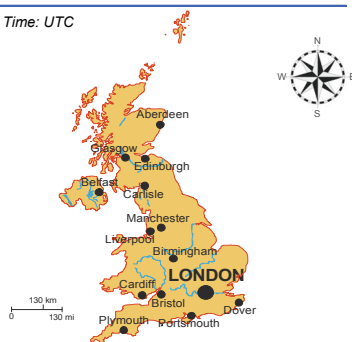 Time: UTC
N
W E
S
Aberdeen
Glasgow
Edinburgh
Belfast
Carlisle
Manchester
Liverpool
Birmingham
LONDON
Cardiff
Bristol
Dover
Plymouth
Portsmouth
130 km
0 130 mi